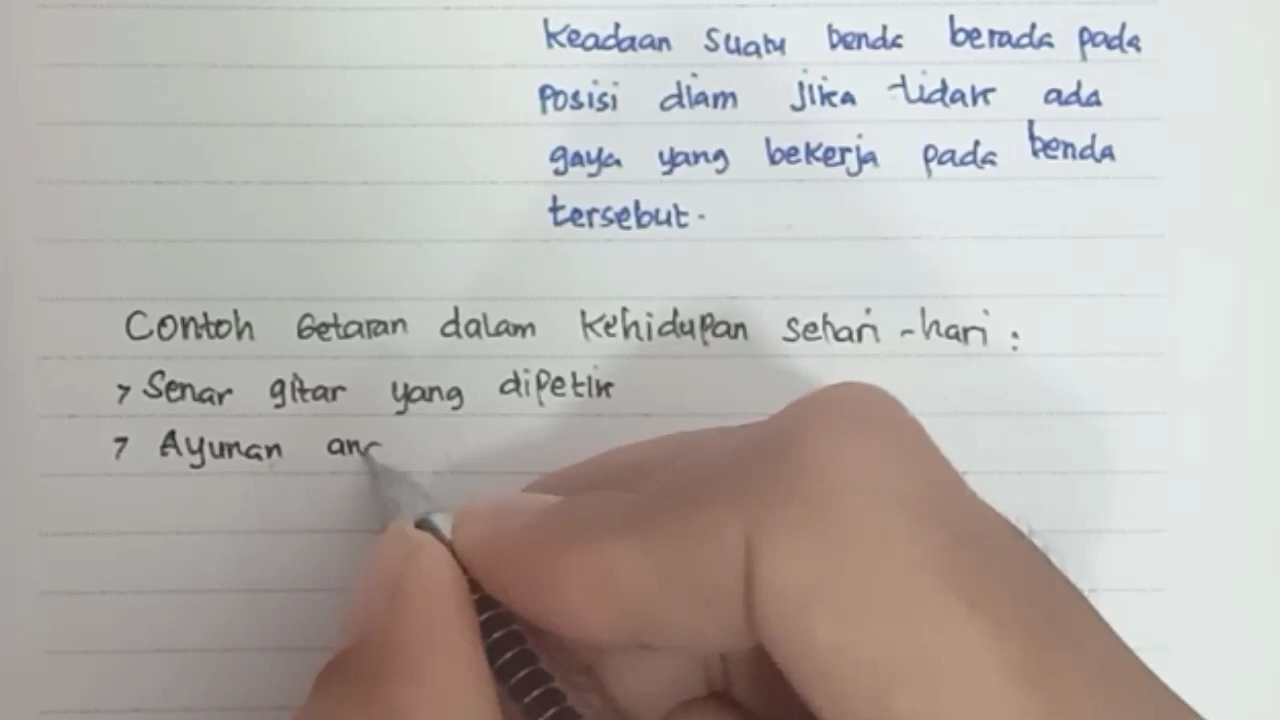 Keadaan suatu benda berada pada
posisi diam jika tidak ada
gaya yang bekerja pada benda
tersebut.
Contoh Getaran dalam kehidupan sehari-hari:
> Senar gitar yang dipetik
> Ayunan an